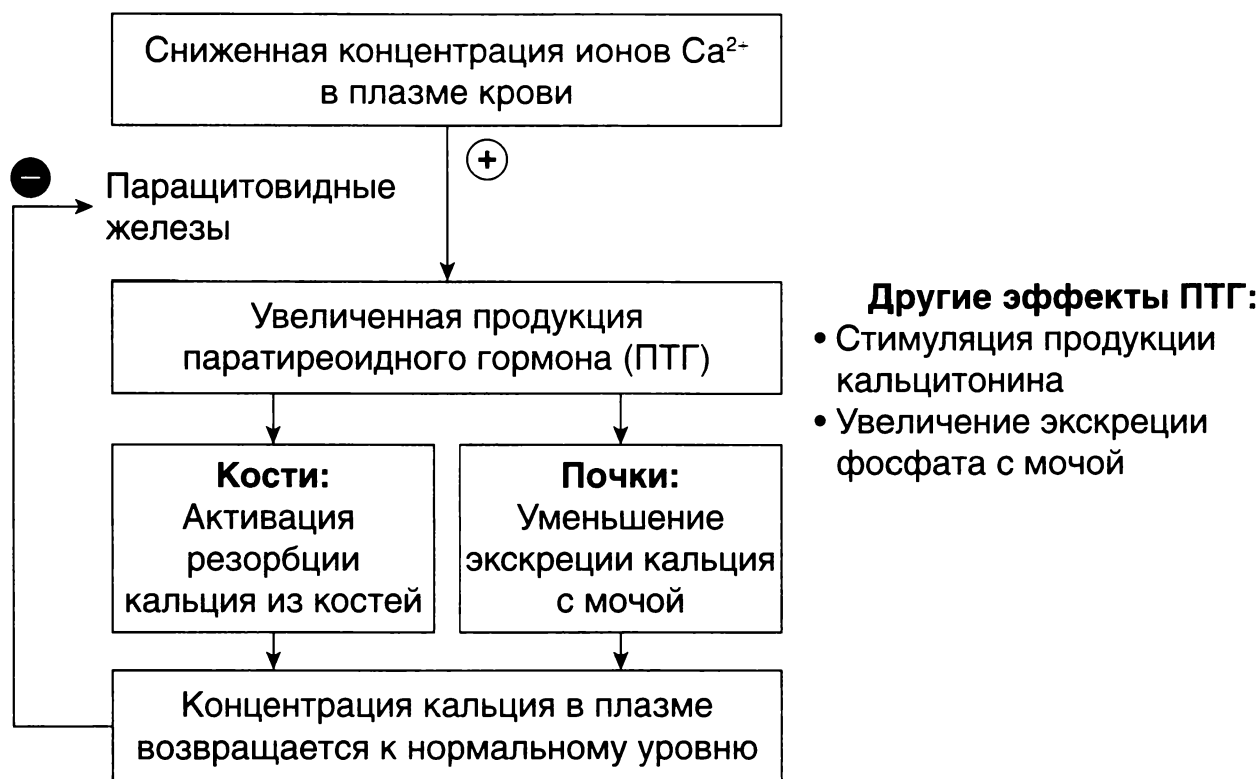 Сниженная концентрация ионов Ca²⁺
в плазме крови
+
−
Паращитовидные
железы
Увеличенная продукция
паратиреоидного гормона (ПТГ)
Другие эффекты ПТГ:
• Стимуляция продукции
кальцитонина
• Увеличение экскреции
фосфата с мочой
Кости:
Активация
резорбции
кальция из костей
Почки:
Уменьшение
экскреции кальция
с мочой
Концентрация кальция в плазме
возвращается к нормальному уровню